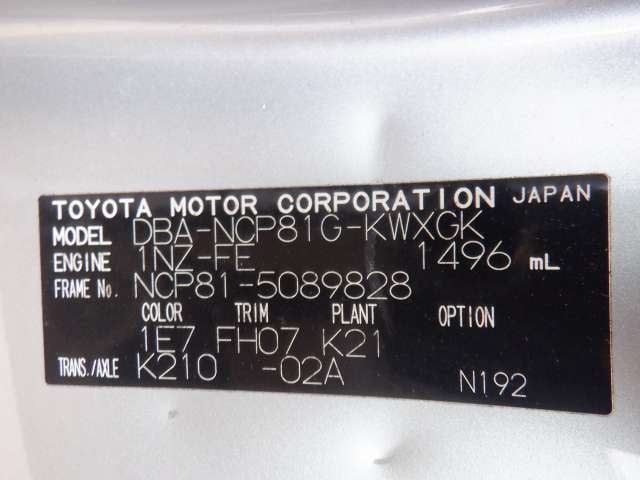 TOYOTA MOTOR CORPORATION JAPAN
MODEL DBA-NCP81G-KWXGK
ENGINE 1NZ-FE 1496 mL
FRAME No. NCP81-5089828
COLOR TRIM PLANT OPTION
1E7 FH07 K21
TRANS./AXLE K210 -02A
N192